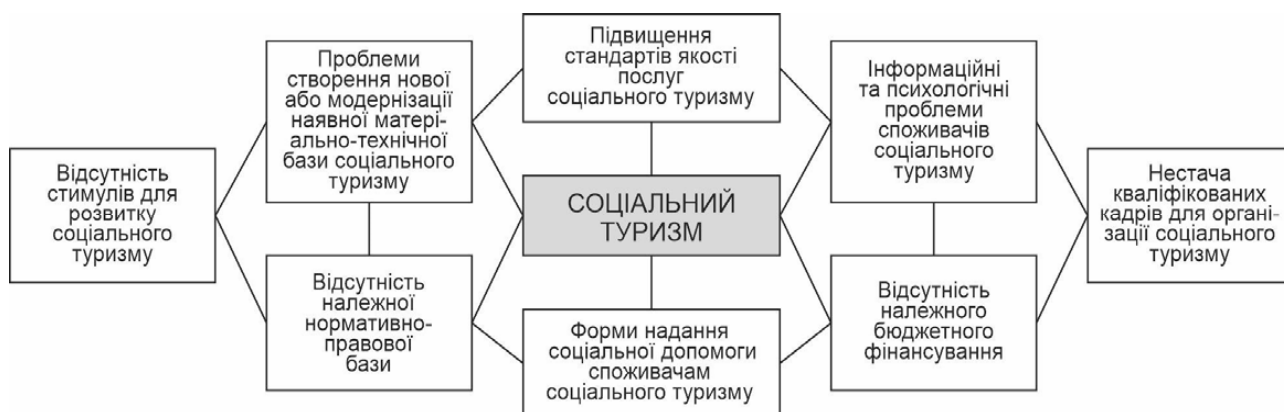 Відсутність
стимулів для
розвитку
соціального
туризму
Проблеми
створення нової
або модернізації
наявної матері-
ально-технічної
бази соціального
туризму
Відсутність
належної
нормативно-
правової
бази
Підвищення
стандартів якості
послуг
соціального туризму
СОЦІАЛЬНИЙ
ТУРИЗМ
Форми надання
соціальної допомоги
споживачам
соціального туризму
Інформаційні
та психологічні
проблеми
споживачів
соціального
туризму
Відсутність
належного
бюджетного
фінансування
Нестача
кваліфікованих
кадрів для органі-
зації соціального
туризму